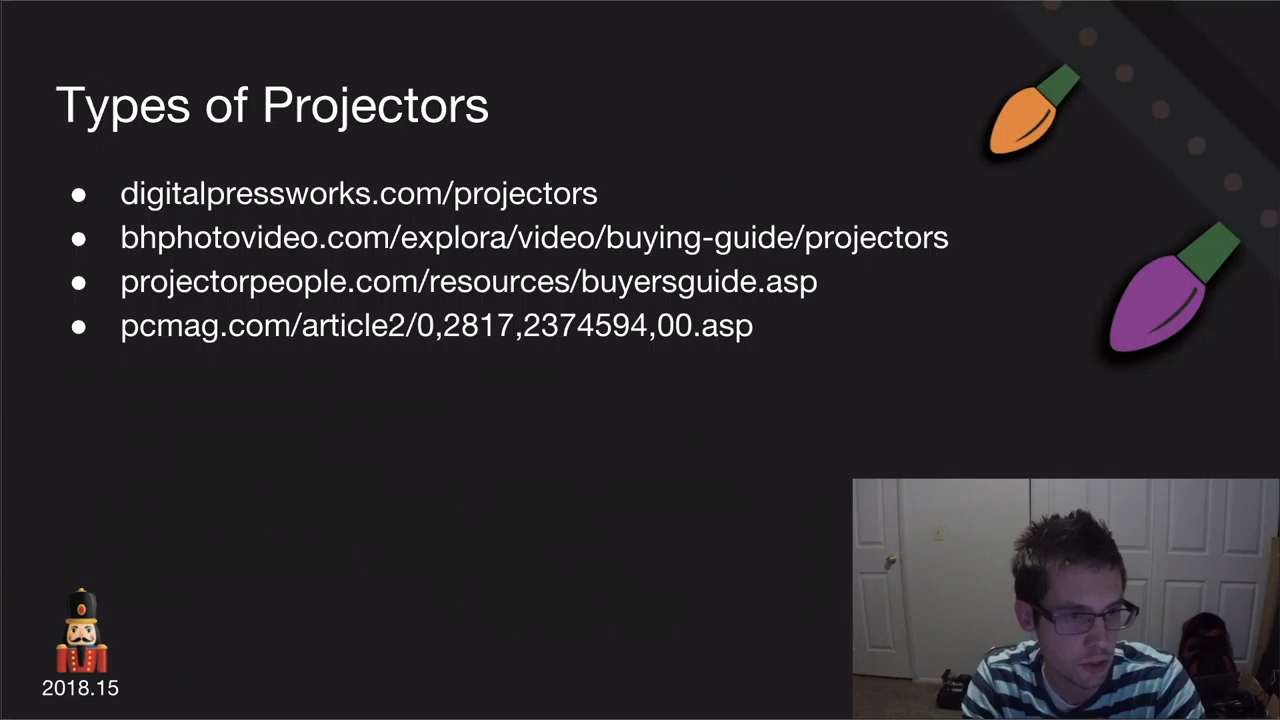 Types of Projectors
● digitalpressworks.com/projectors
● bhphotovideo.com/explora/video/buying-guide/projectors
● projectorpeople.com/resources/buyersguide.asp
● pcmag.com/article2/0,2817,2374594,00.asp
2018.15